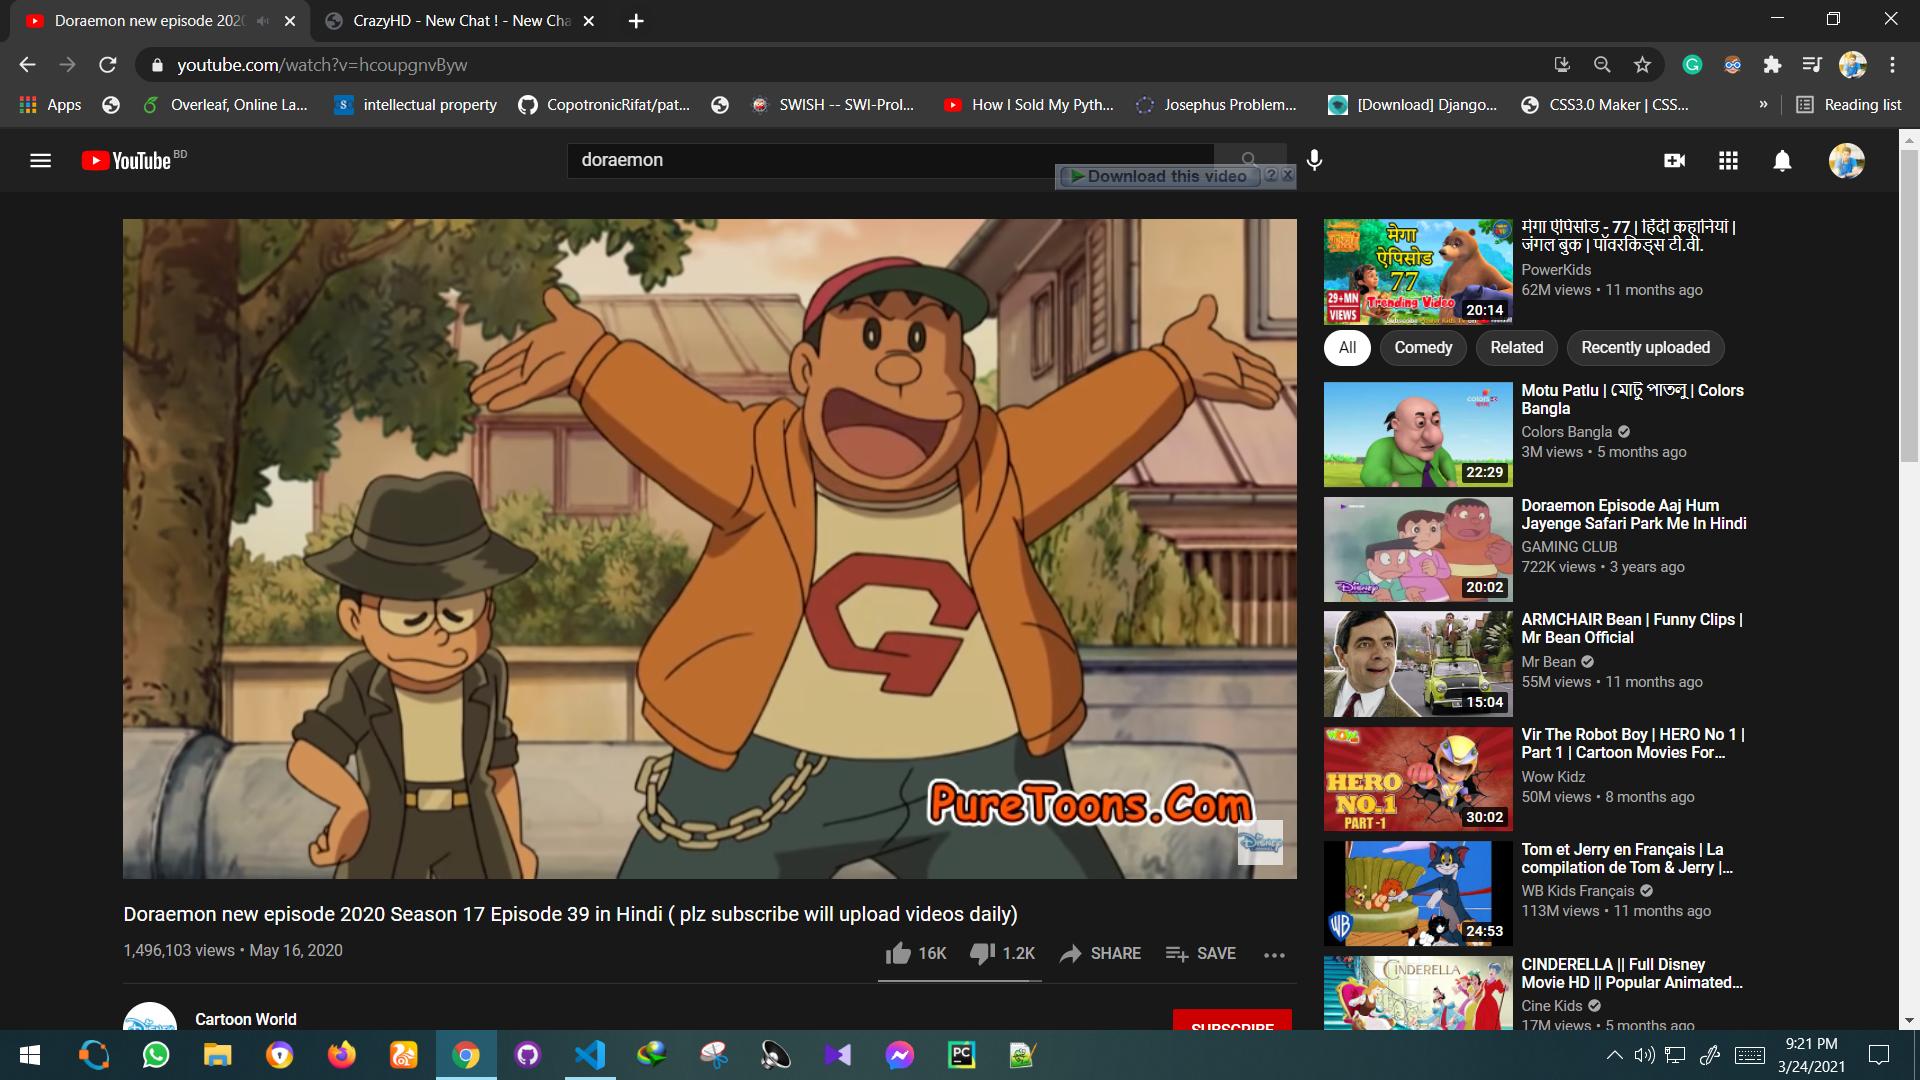 Doraemon new episode 202
CrazyHD - New Chat ! - New Cha
youtube.com/watch?v=hcoupgnvByw
Apps
Overleaf, Online La...
intellectual property
CopotronicRifat/pat...
SWISH -- SWI-Prol...
How I Sold My Pyth...
Josephus Problem...
[Download] Django...
CSS3.0 Maker | CSS...
»
Reading list
YouTube BD
doraemon
Download this video
G
PureToons.Com
Disney
Doraemon new episode 2020 Season 17 Episode 39 in Hindi ( plz subscribe will upload videos daily)
1,496,103 views • May 16, 2020
16K
1.2K
SHARE
SAVE
Cartoon World
SUBSCRIBE
मेगा ऐपिसोड 77
29+MN VIEWS
Trending Video
20:14
मेगा ऐपिसोड - 77 | हिंदी कहानियां |
जंगल बुक | पॉवरकिड्स टी.वी.
PowerKids
62M views • 11 months ago
All
Comedy
Related
Recently uploaded
22:29
Motu Patlu | মোটু পাতলু | Colors
Bangla
Colors Bangla
3M views • 5 months ago
20:02
Doraemon Episode Aaj Hum
Jayenge Safari Park Me In Hindi
GAMING CLUB
722K views • 3 years ago
15:04
ARMCHAIR Bean | Funny Clips |
Mr Bean Official
Mr Bean
55M views • 11 months ago
HERO
NO.1
PART -1
30:02
Vir The Robot Boy | HERO No 1 |
Part 1 | Cartoon Movies For...
Wow Kidz
50M views • 8 months ago
WB
24:53
Tom et Jerry en Français | La
compilation de Tom & Jerry |...
WB Kids Français
113M views • 11 months ago
CINDERELLA
CINDERELLA || Full Disney
Movie HD || Popular Animated...
Cine Kids
17M views • 5 months ago
PC
9:21 PM
3/24/2021